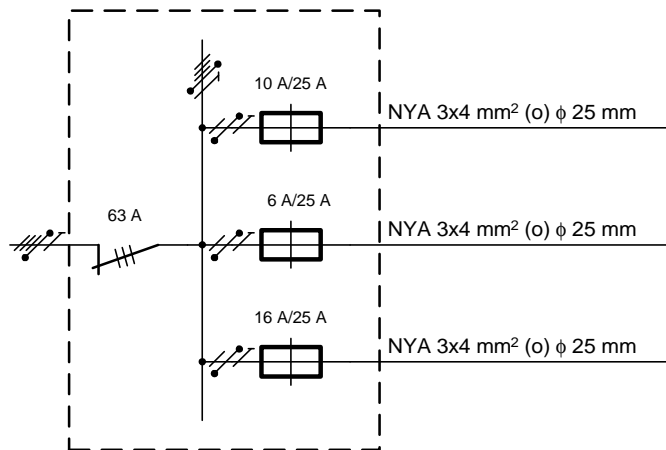 10 A/25 A
NYA 3x4 mm² (o) ϕ 25 mm
63 A
6 A/25 A
NYA 3x4 mm² (o) ϕ 25 mm
16 A/25 A
NYA 3x4 mm² (o) ϕ 25 mm